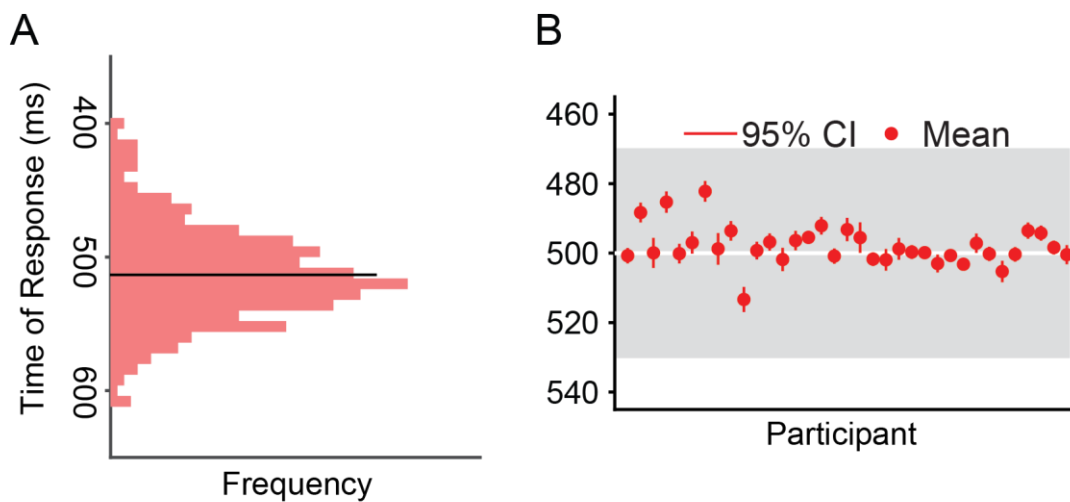 A
Time of Response (ms)
400
500
600
Frequency
B
460
480
500
520
540
95% CI
Mean
Participant